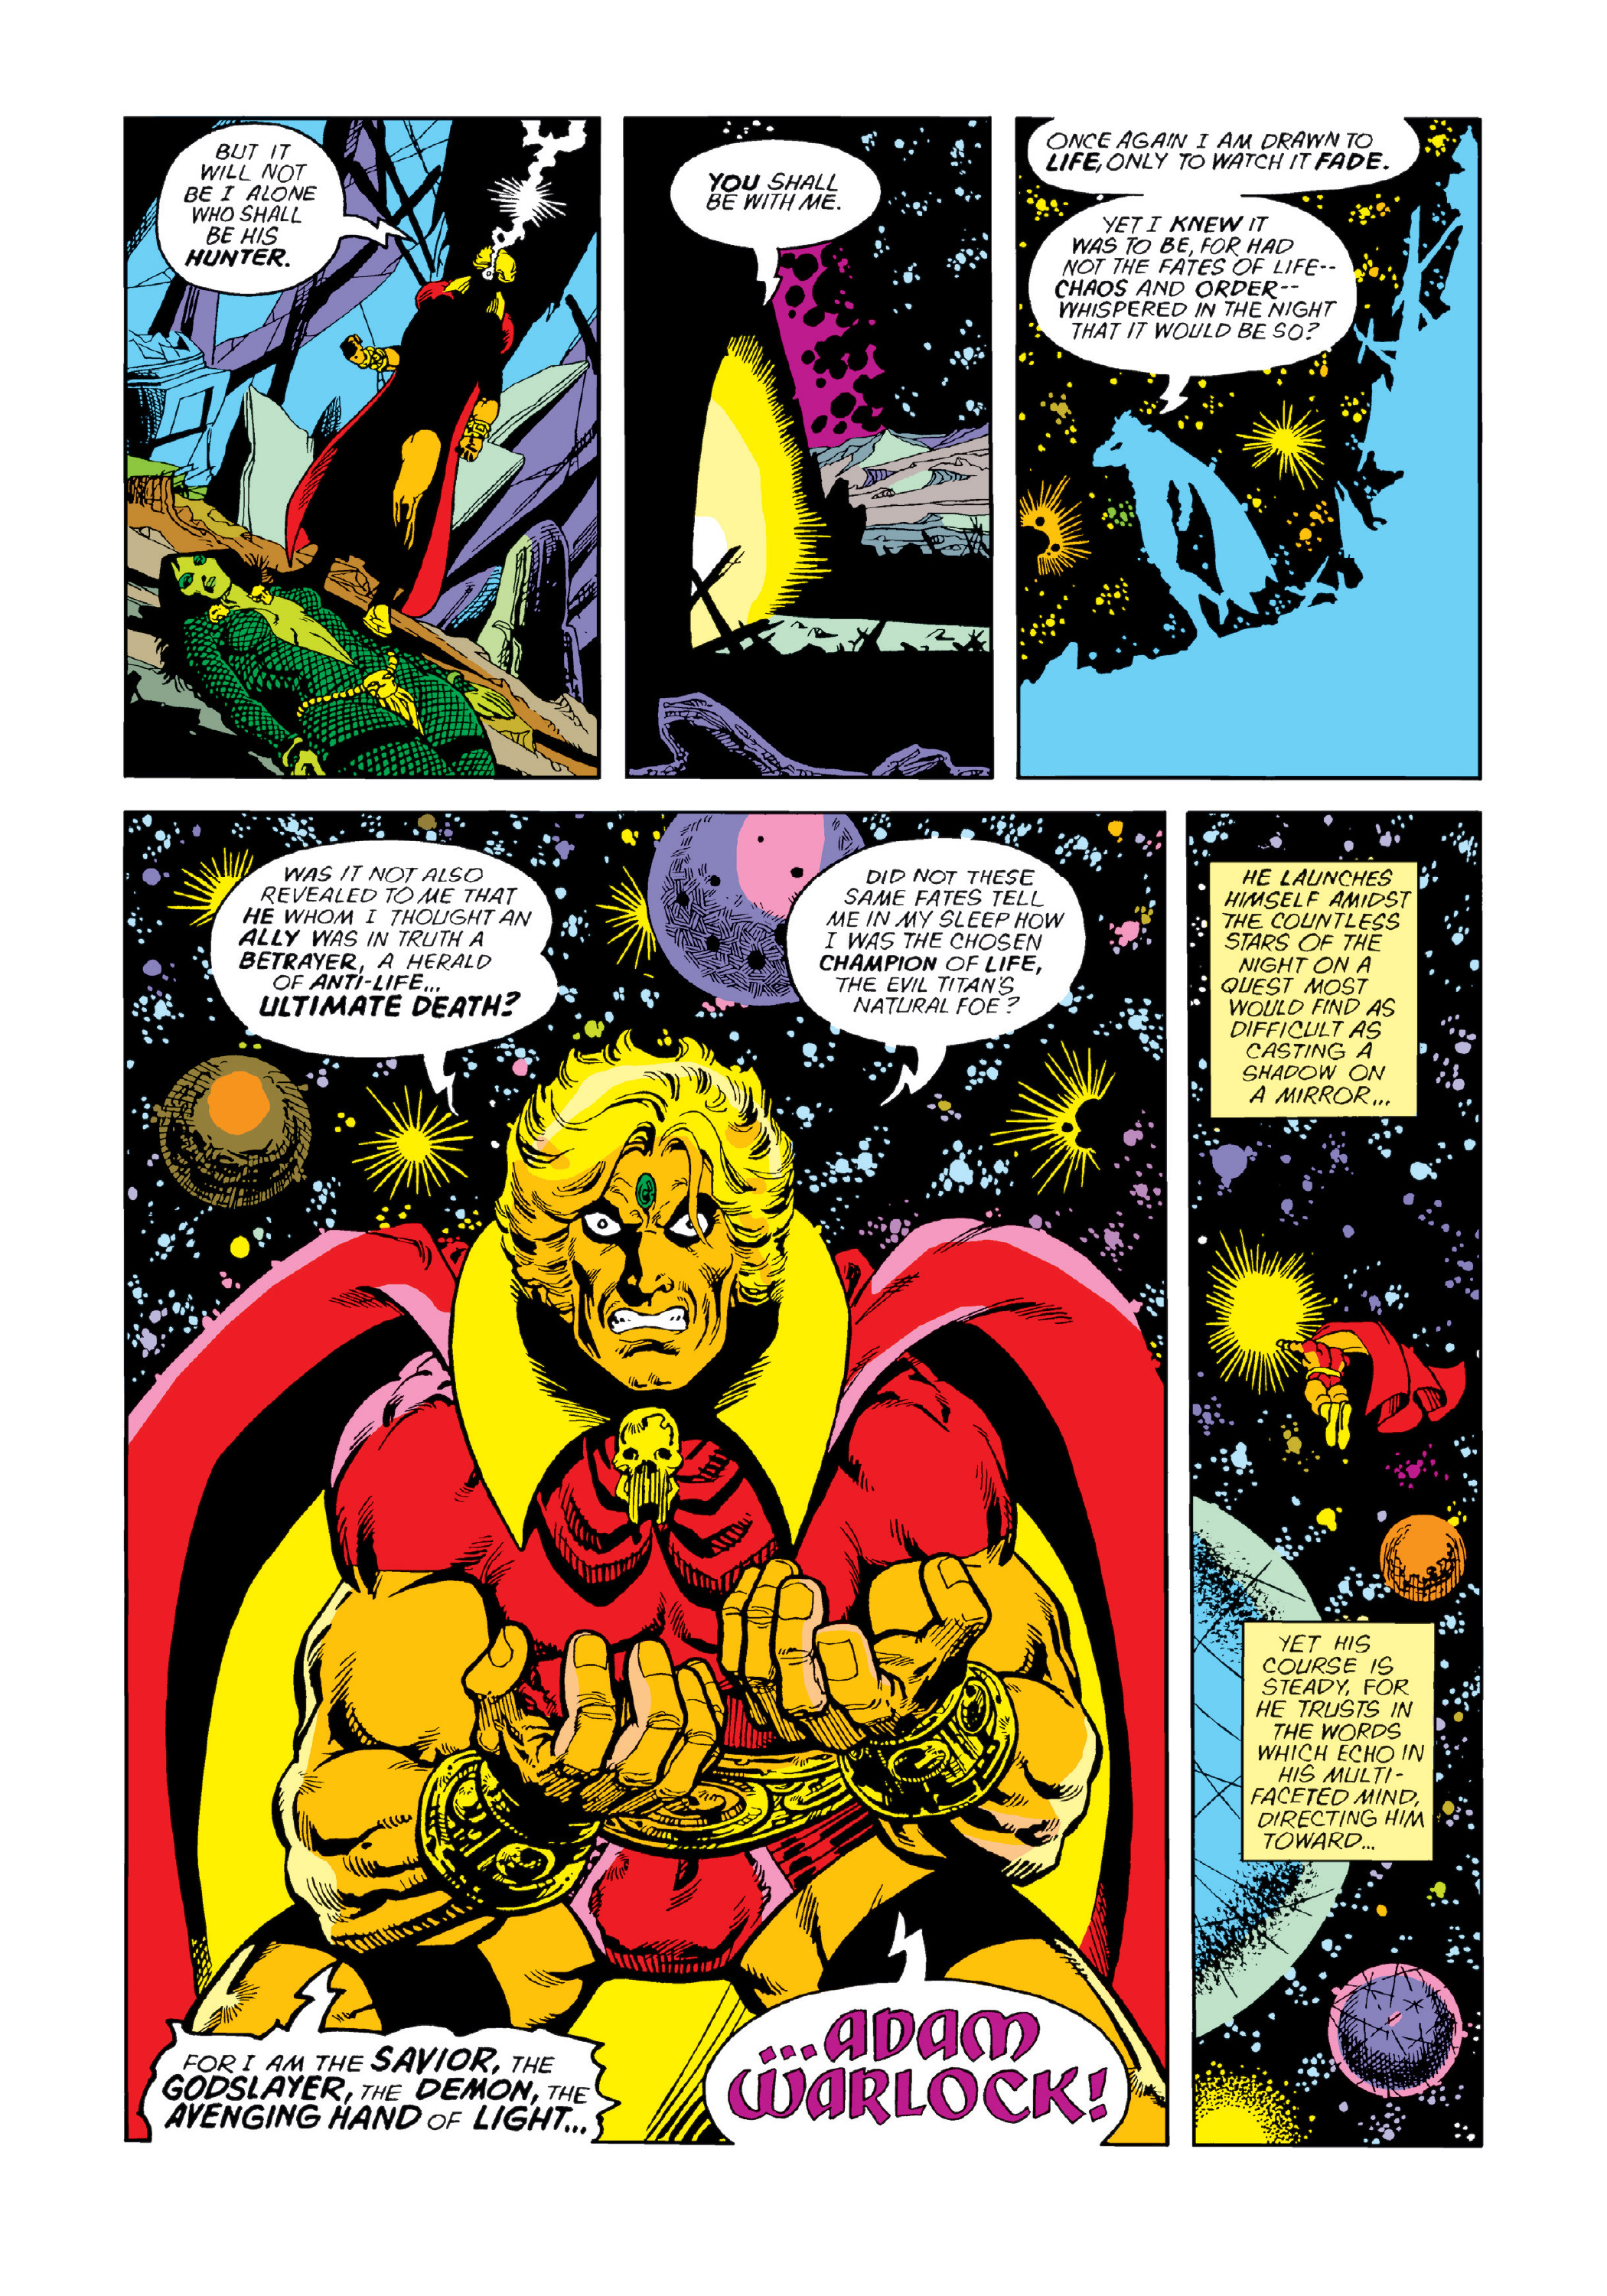 BUT IT
WILL NOT
BE I ALONE
WHO SHALL
BE HIS
HUNTER.
YOU SHALL
BE WITH ME.
ONCE AGAIN I AM DRAWN TO
LIFE, ONLY TO WATCH IT FADE.
YET I KNEW IT
WAS TO BE, FOR HAD
NOT THE FATES OF LIFE--
CHAOS AND ORDER--
WHISPERED IN THE NIGHT
THAT IT WOULD BE SO?
WAS IT NOT ALSO
REVEALED TO ME THAT
HE WHOM I THOUGHT AN
ALLY WAS IN TRUTH A
BETRAYER, A HERALD
OF ANTI-LIFE...
ULTIMATE DEATH?
DID NOT THESE
SAME FATES TELL
ME IN MY SLEEP HOW
I WAS THE CHOSEN
CHAMPION OF LIFE,
THE EVIL TITAN'S
NATURAL FOE?
FOR I AM THE SAVIOR, THE
GODSLAYER, THE DEMON, THE
AVENGING HAND OF LIGHT...
...ADAM
WARLOCK!
HE LAUNCHES
HIMSELF AMIDST
THE COUNTLESS
STARS OF THE
NIGHT ON A
QUEST MOST
WOULD FIND AS
DIFFICULT AS
CASTING A
SHADOW ON
A MIRROR...
YET HIS
COURSE IS
STEADY, FOR
HE TRUSTS IN
THE WORDS
WHICH ECHO IN
HIS MULTI-
FACETED MIND,
DIRECTING HIM
TOWARD...